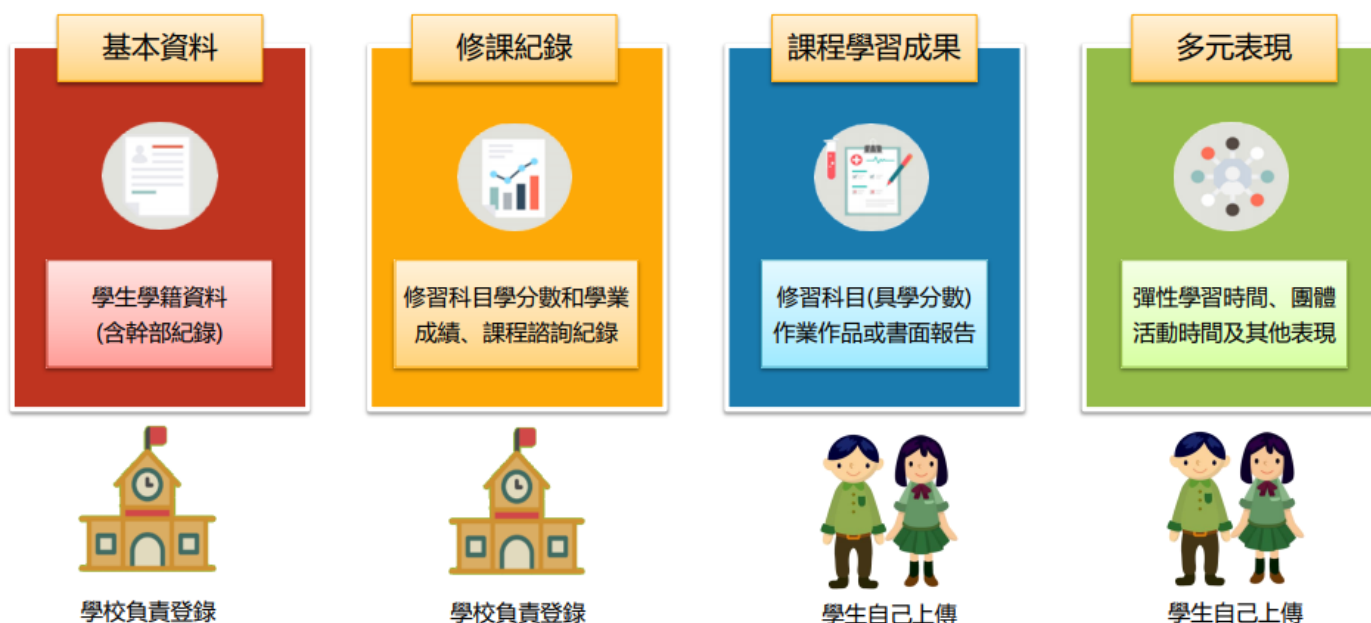 基本資料
修課紀錄
課程學習成果
多元表現
學生學籍資料
(含幹部紀錄)
修習科目學分數和學業
成績、課程諮詢紀錄
修習科目(具學分數)
作業作品或書面報告
彈性學習時間、團體
活動時間及其他表現
學校負責登錄
學校負責登錄
學生自己上傳
學生自己上傳